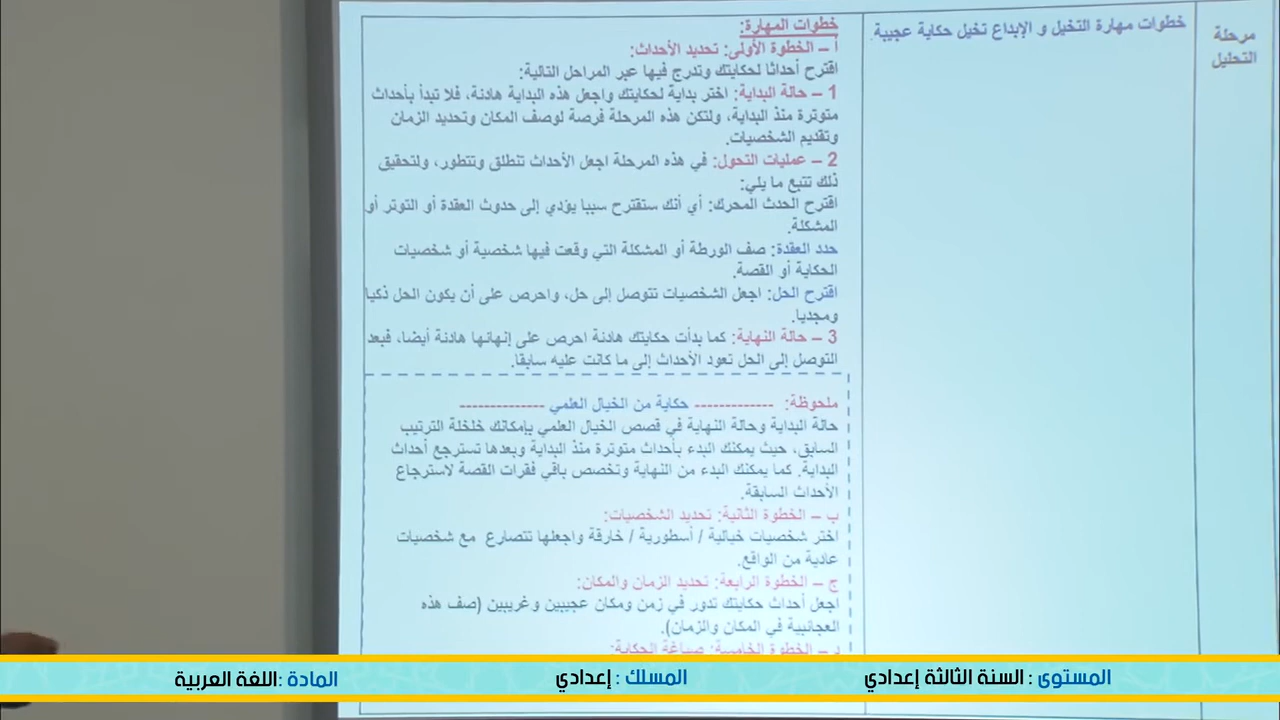 مرحلة
التحليل
خطوات مهارة التخيل و الإبداع تخيل حكاية عجيبة.
خطوات المهارة:
أ – الخطوة الأولى: تحديد الأحداث:
اقترح أحداثا لحكايتك وتدرج فيها عبر المراحل التالية:
1 – حالة البداية: اختر بداية لحكايتك واجعل هذه البداية هادئة، فلا تبدأ بأحداث
متوترة منذ البداية، ولتكن هذه المرحلة فرصة لوصف المكان وتحديد الزمان
وتقديم الشخصيات.
2 – عمليات التحول: في هذه المرحلة اجعل الأحداث تنطلق وتتطور، ولتحقيق
ذلك تتبع ما يلي:
اقترح الحدث المحرك: أي أنك ستقترح سببا يؤدي إلى حدوث العقدة أو التوتر أو
المشكلة.
حدد العقدة: صف الورطة أو المشكلة التي وقعت فيها شخصية أو شخصيات
الحكاية أو القصة.
اقترح الحل: اجعل الشخصيات تتوصل إلى حل، واحرص على أن يكون الحل ذكيا
ومجديا.
3 – حالة النهاية: كما بدأت حكايتك هادئة احرص على إنهائها هادئة أيضا، فبعد
التوصل إلى الحل تعود الأحداث إلى ما كانت عليه سابقا.
ملحوظة: ------------- حكاية من الخيال العلمي --------------
حالة البداية وحالة النهاية في قصص الخيال العلمي بإمكانك خلخلة الترتيب
السابق، حيث يمكنك البدء بأحداث متوترة منذ البداية وبعدها تسترجع أحداث
البداية. كما يمكنك البدء من النهاية وتخصص باقي فقرات القصة لاسترجاع
الأحداث السابقة.
ب – الخطوة الثانية: تحديد الشخصيات:
اختر شخصيات خيالية / أسطورية / خارقة واجعلها تتصارع مع شخصيات
عادية من الواقع.
ج – الخطوة الرابعة: تحديد الزمان والمكان:
اجعل أحداث حكايتك تدور في زمن ومكان عجيبين وغريبين (صف هذه
العجائبية في المكان والزمان).
د – الخطوة الخامسة: صياغة الحكاية:
المستوى : السنة الثالثة إعدادي
المسلك : إعدادي
المادة :اللغة العربية